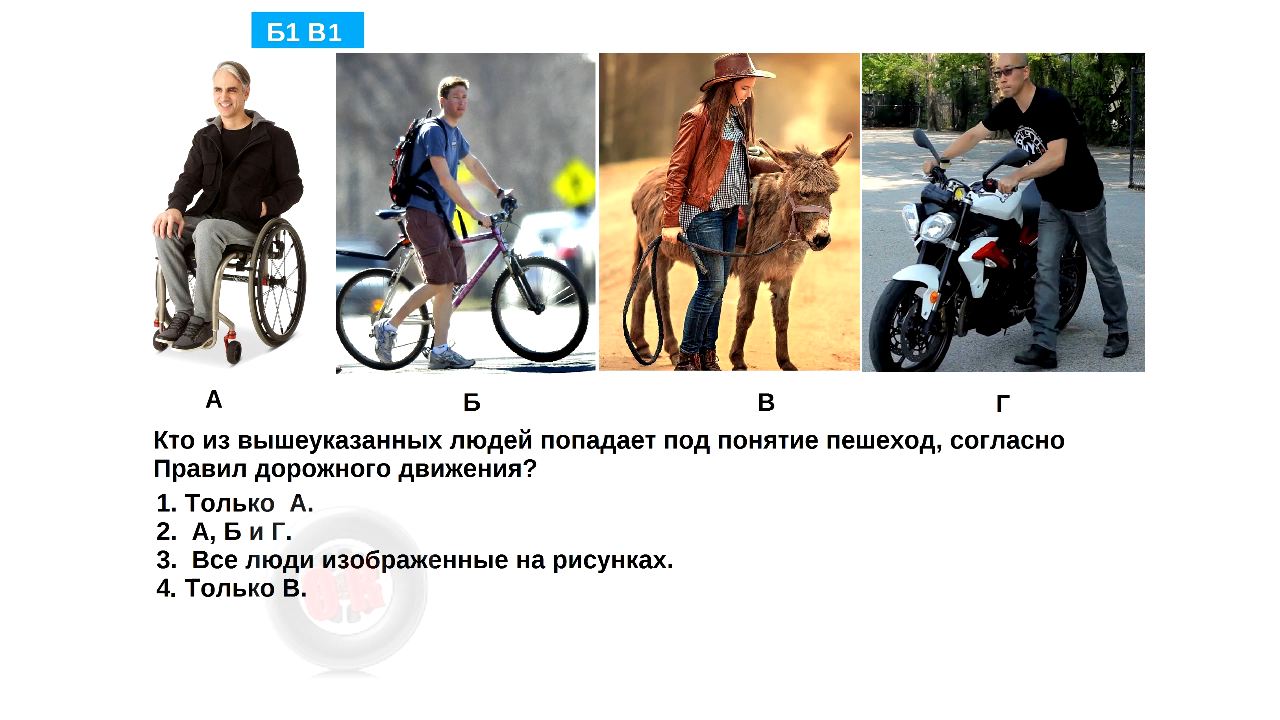 Б1 В1
А Б В Г
Кто из вышеуказанных людей попадает под понятие пешеход, согласно
Правил дорожного движения?
1. Только А.
2. А, Б и Г.
3. Все люди изображенные на рисунках.
4. Только В.